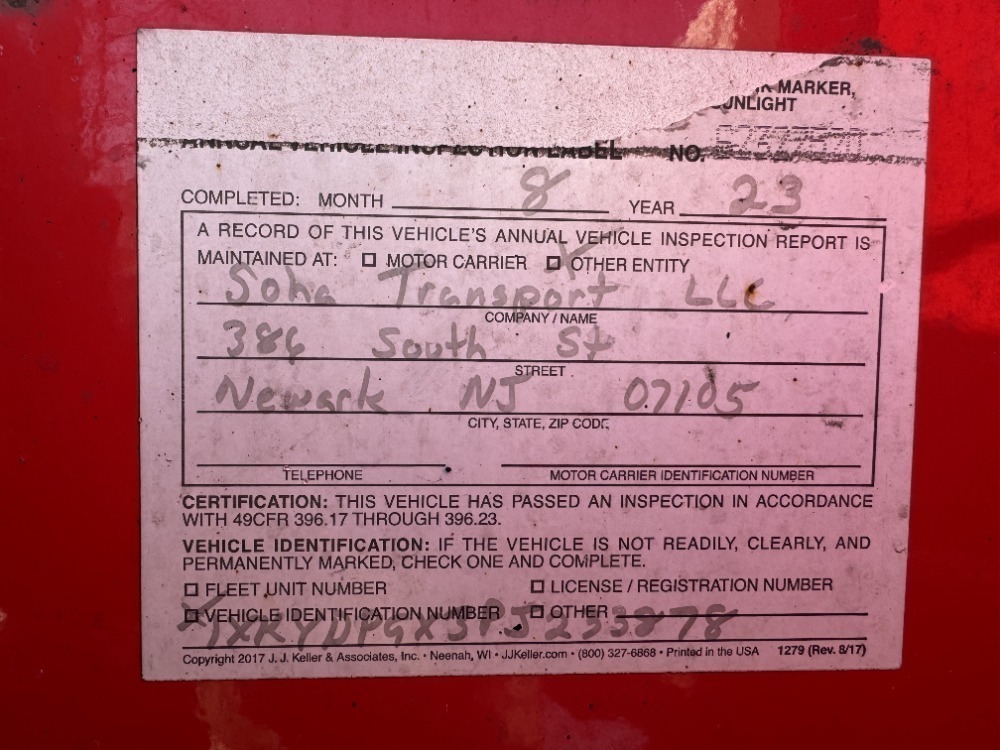 MARKER,
SUNLIGHT
ANNUAL VEHICLE INSPECTION LABEL NO.
COMPLETED: MONTH 8 YEAR 23
A RECORD OF THIS VEHICLE'S ANNUAL VEHICLE INSPECTION REPORT IS
MAINTAINED AT: ☐ MOTOR CARRIER ☐ OTHER ENTITY
Soha Transport LLC
COMPANY / NAME
386 South St
STREET
Newark NJ 07105
CITY, STATE, ZIP CODE
TELEPHONE MOTOR CARRIER IDENTIFICATION NUMBER
CERTIFICATION: THIS VEHICLE HAS PASSED AN INSPECTION IN ACCORDANCE
WITH 49CFR 396.17 THROUGH 396.23.
VEHICLE IDENTIFICATION: IF THE VEHICLE IS NOT READILY, CLEARLY, AND
PERMANENTLY MARKED, CHECK ONE AND COMPLETE.
☐ FLEET UNIT NUMBER ☐ LICENSE / REGISTRATION NUMBER
☒ VEHICLE IDENTIFICATION NUMBER ☐ OTHER
Copyright 2017 J. J. Keller & Associates, Inc. • Neenah, WI • JJKeller.com • (800) 327-6868 • Printed in the USA 1279 (Rev. 8/17)